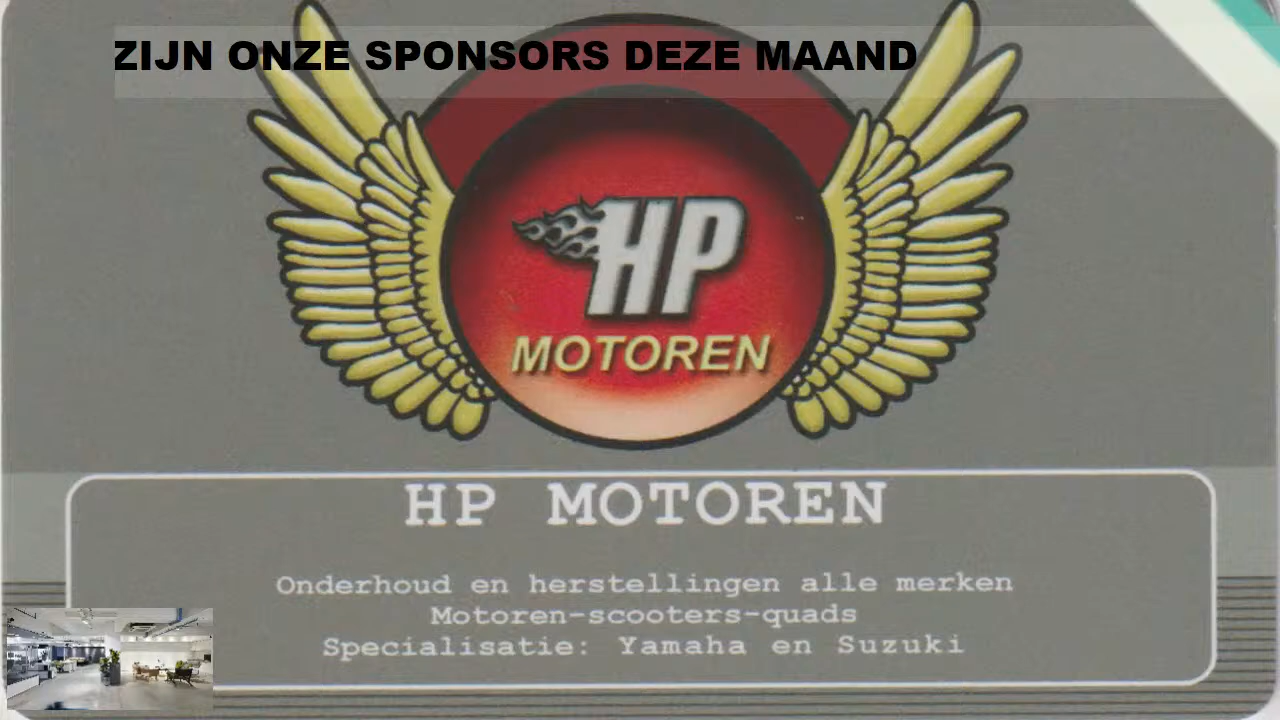 ZIJN ONZE SPONSORS DEZE MAAND
HP
MOTOREN
HP MOTOREN
Onderhoud en herstellingen alle merken
Motoren-scooters-quads
Specialisatie: Yamaha en Suzuki